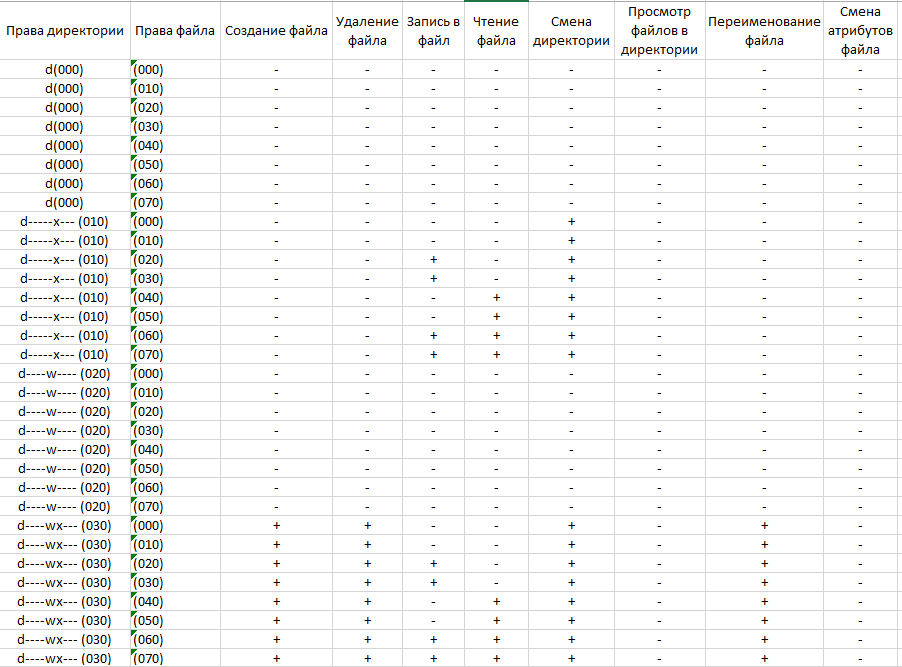 Права директории Права файла Создание файла Удаление файла Запись в файл Чтение файла Смена директории Просмотр файлов в директории Переименование файла Смена атрибутов файла
d(000) (000) - - - - - - - -
d(000) (010) - - - - - - - -
d(000) (020) - - - - - - - -
d(000) (030) - - - - - - - -
d(000) (040) - - - - - - - -
d(000) (050) - - - - - - - -
d(000) (060) - - - - - - - -
d(000) (070) - - - - - - - -
d-----x--- (010) (000) - - - - + - - -
d-----x--- (010) (010) - - - - + - - -
d-----x--- (010) (020) - - + - + - - -
d-----x--- (010) (030) - - + - + - - -
d-----x--- (010) (040) - - - + + - - -
d-----x--- (010) (050) - - - + + - - -
d-----x--- (010) (060) - - + + + - - -
d-----x--- (010) (070) - - + + + - - -
d----w---- (020) (000) - - - - - - - -
d----w---- (020) (010) - - - - - - - -
d----w---- (020) (020) - - - - - - - -
d----w---- (020) (030) - - - - - - - -
d----w---- (020) (040) - - - - - - - -
d----w---- (020) (050) - - - - - - - -
d----w---- (020) (060) - - - - - - - -
d----w---- (020) (070) - - - - - - - -
d----wx--- (030) (000) + + - - + - + -
d----wx--- (030) (010) + + - - + - + -
d----wx--- (030) (020) + + + - + - + -
d----wx--- (030) (030) + + + - + - + -
d----wx--- (030) (040) + + - + + - + -
d----wx--- (030) (050) + + - + + - + -
d----wx--- (030) (060) + + + + + - + -
d----wx--- (030) (070) + + + + + - + -